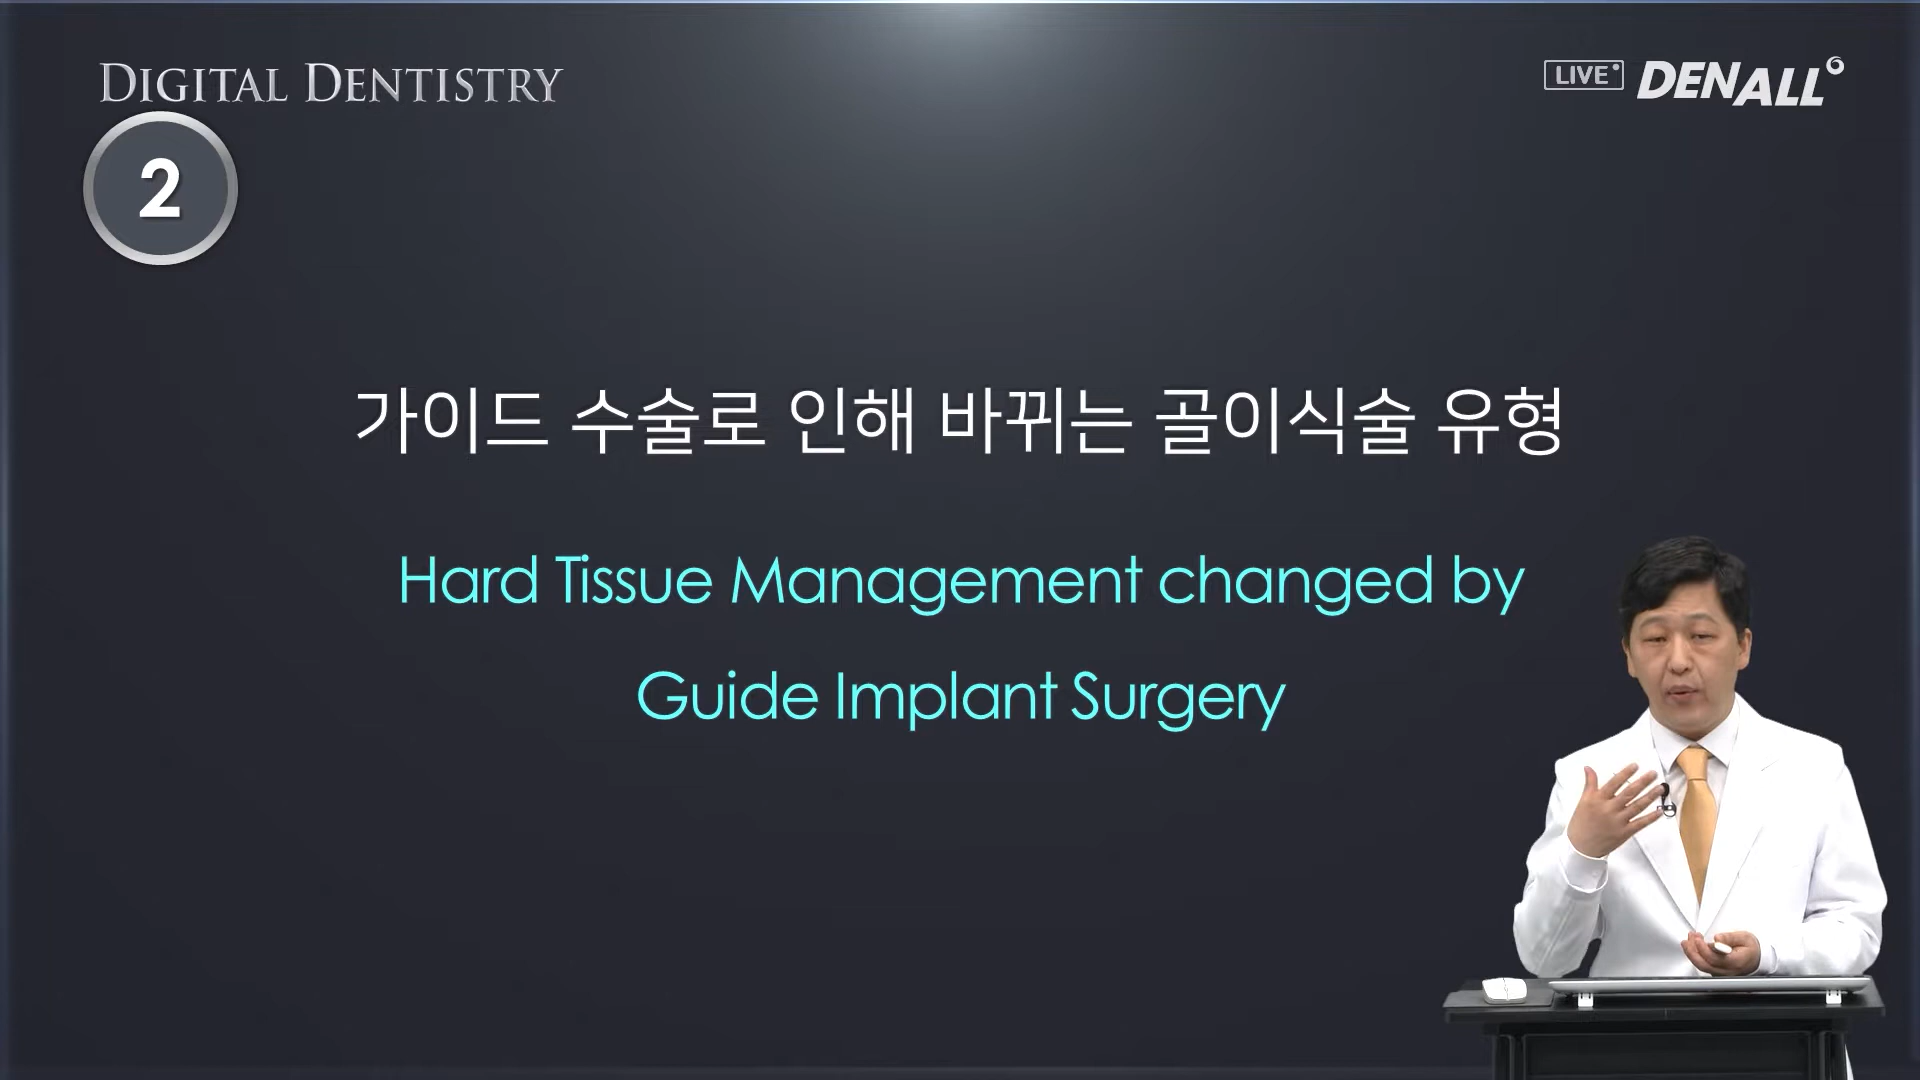 DIGITAL DENTISTRY
LIVE DENALL
2
가이드 수술로 인해 바뀌는 골이식술 유형
Hard Tissue Management changed by
Guide Implant Surgery